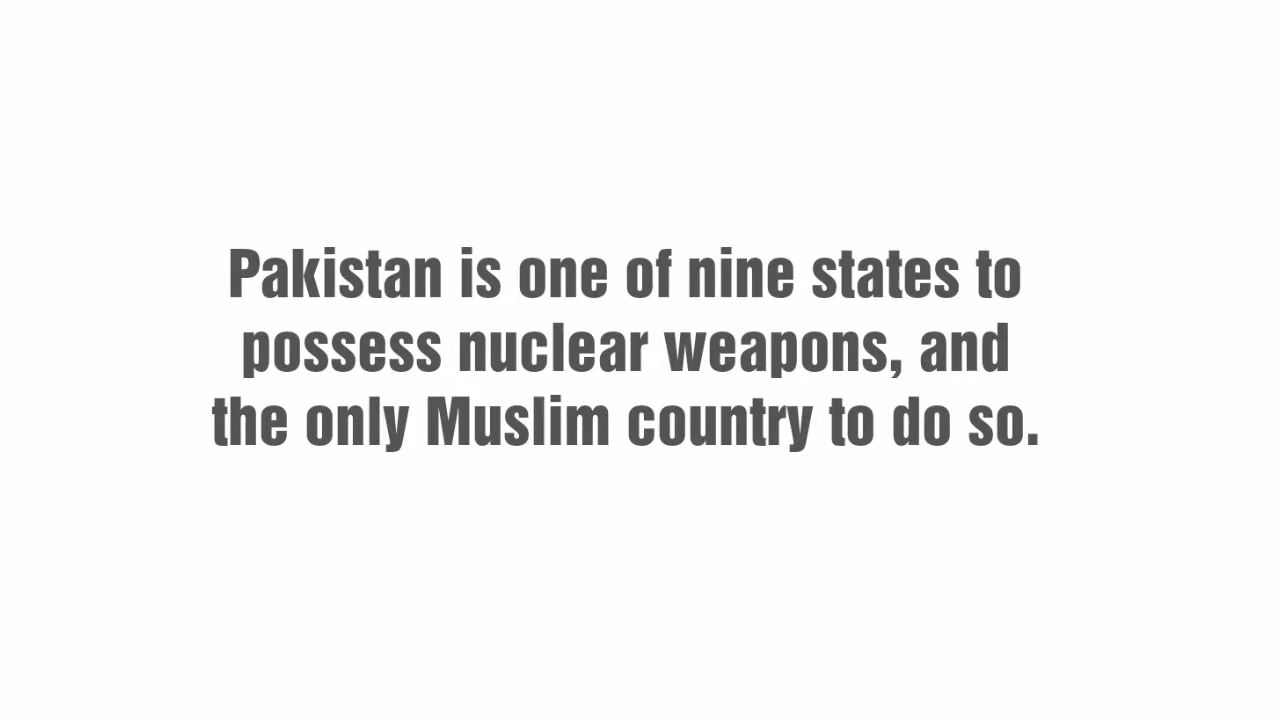 Pakistan is one of nine states to
possess nuclear weapons, and
the only Muslim country to do so.